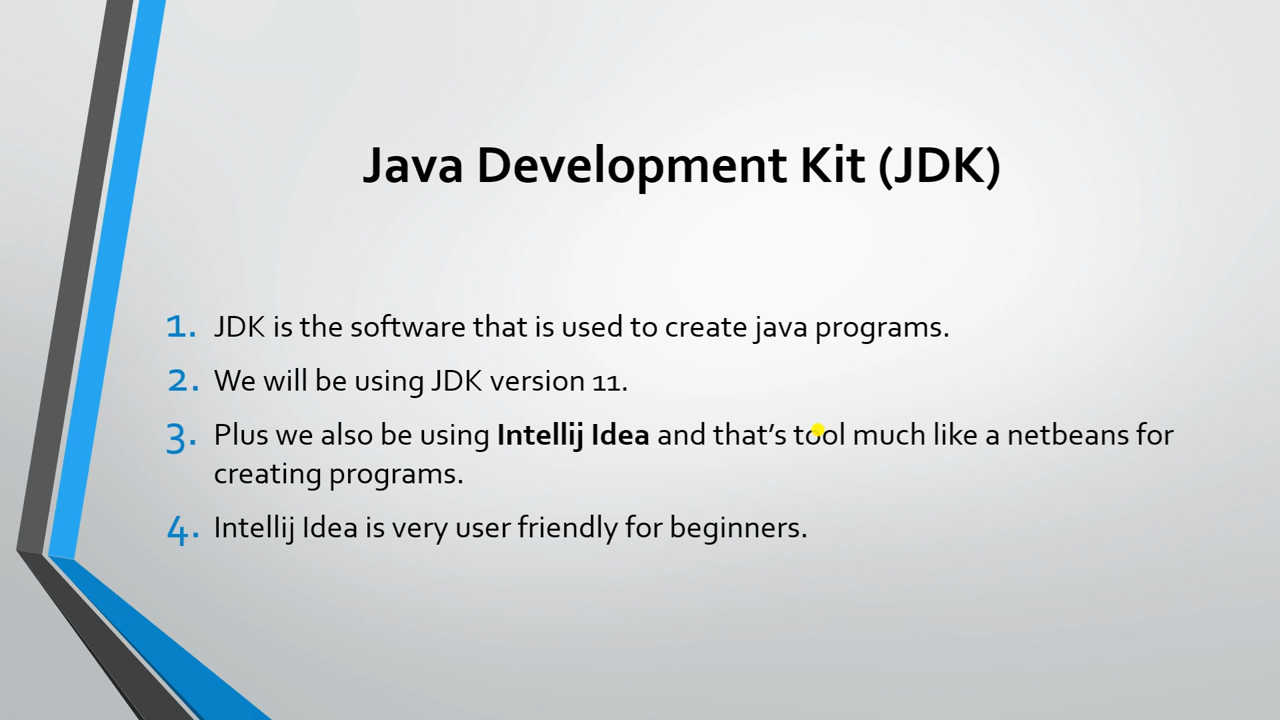 Java Development Kit (JDK)
1. JDK is the software that is used to create java programs.
2. We will be using JDK version 11.
3. Plus we also be using Intellij Idea and that’s tool much like a netbeans for
creating programs.
4. Intellij Idea is very user friendly for beginners.